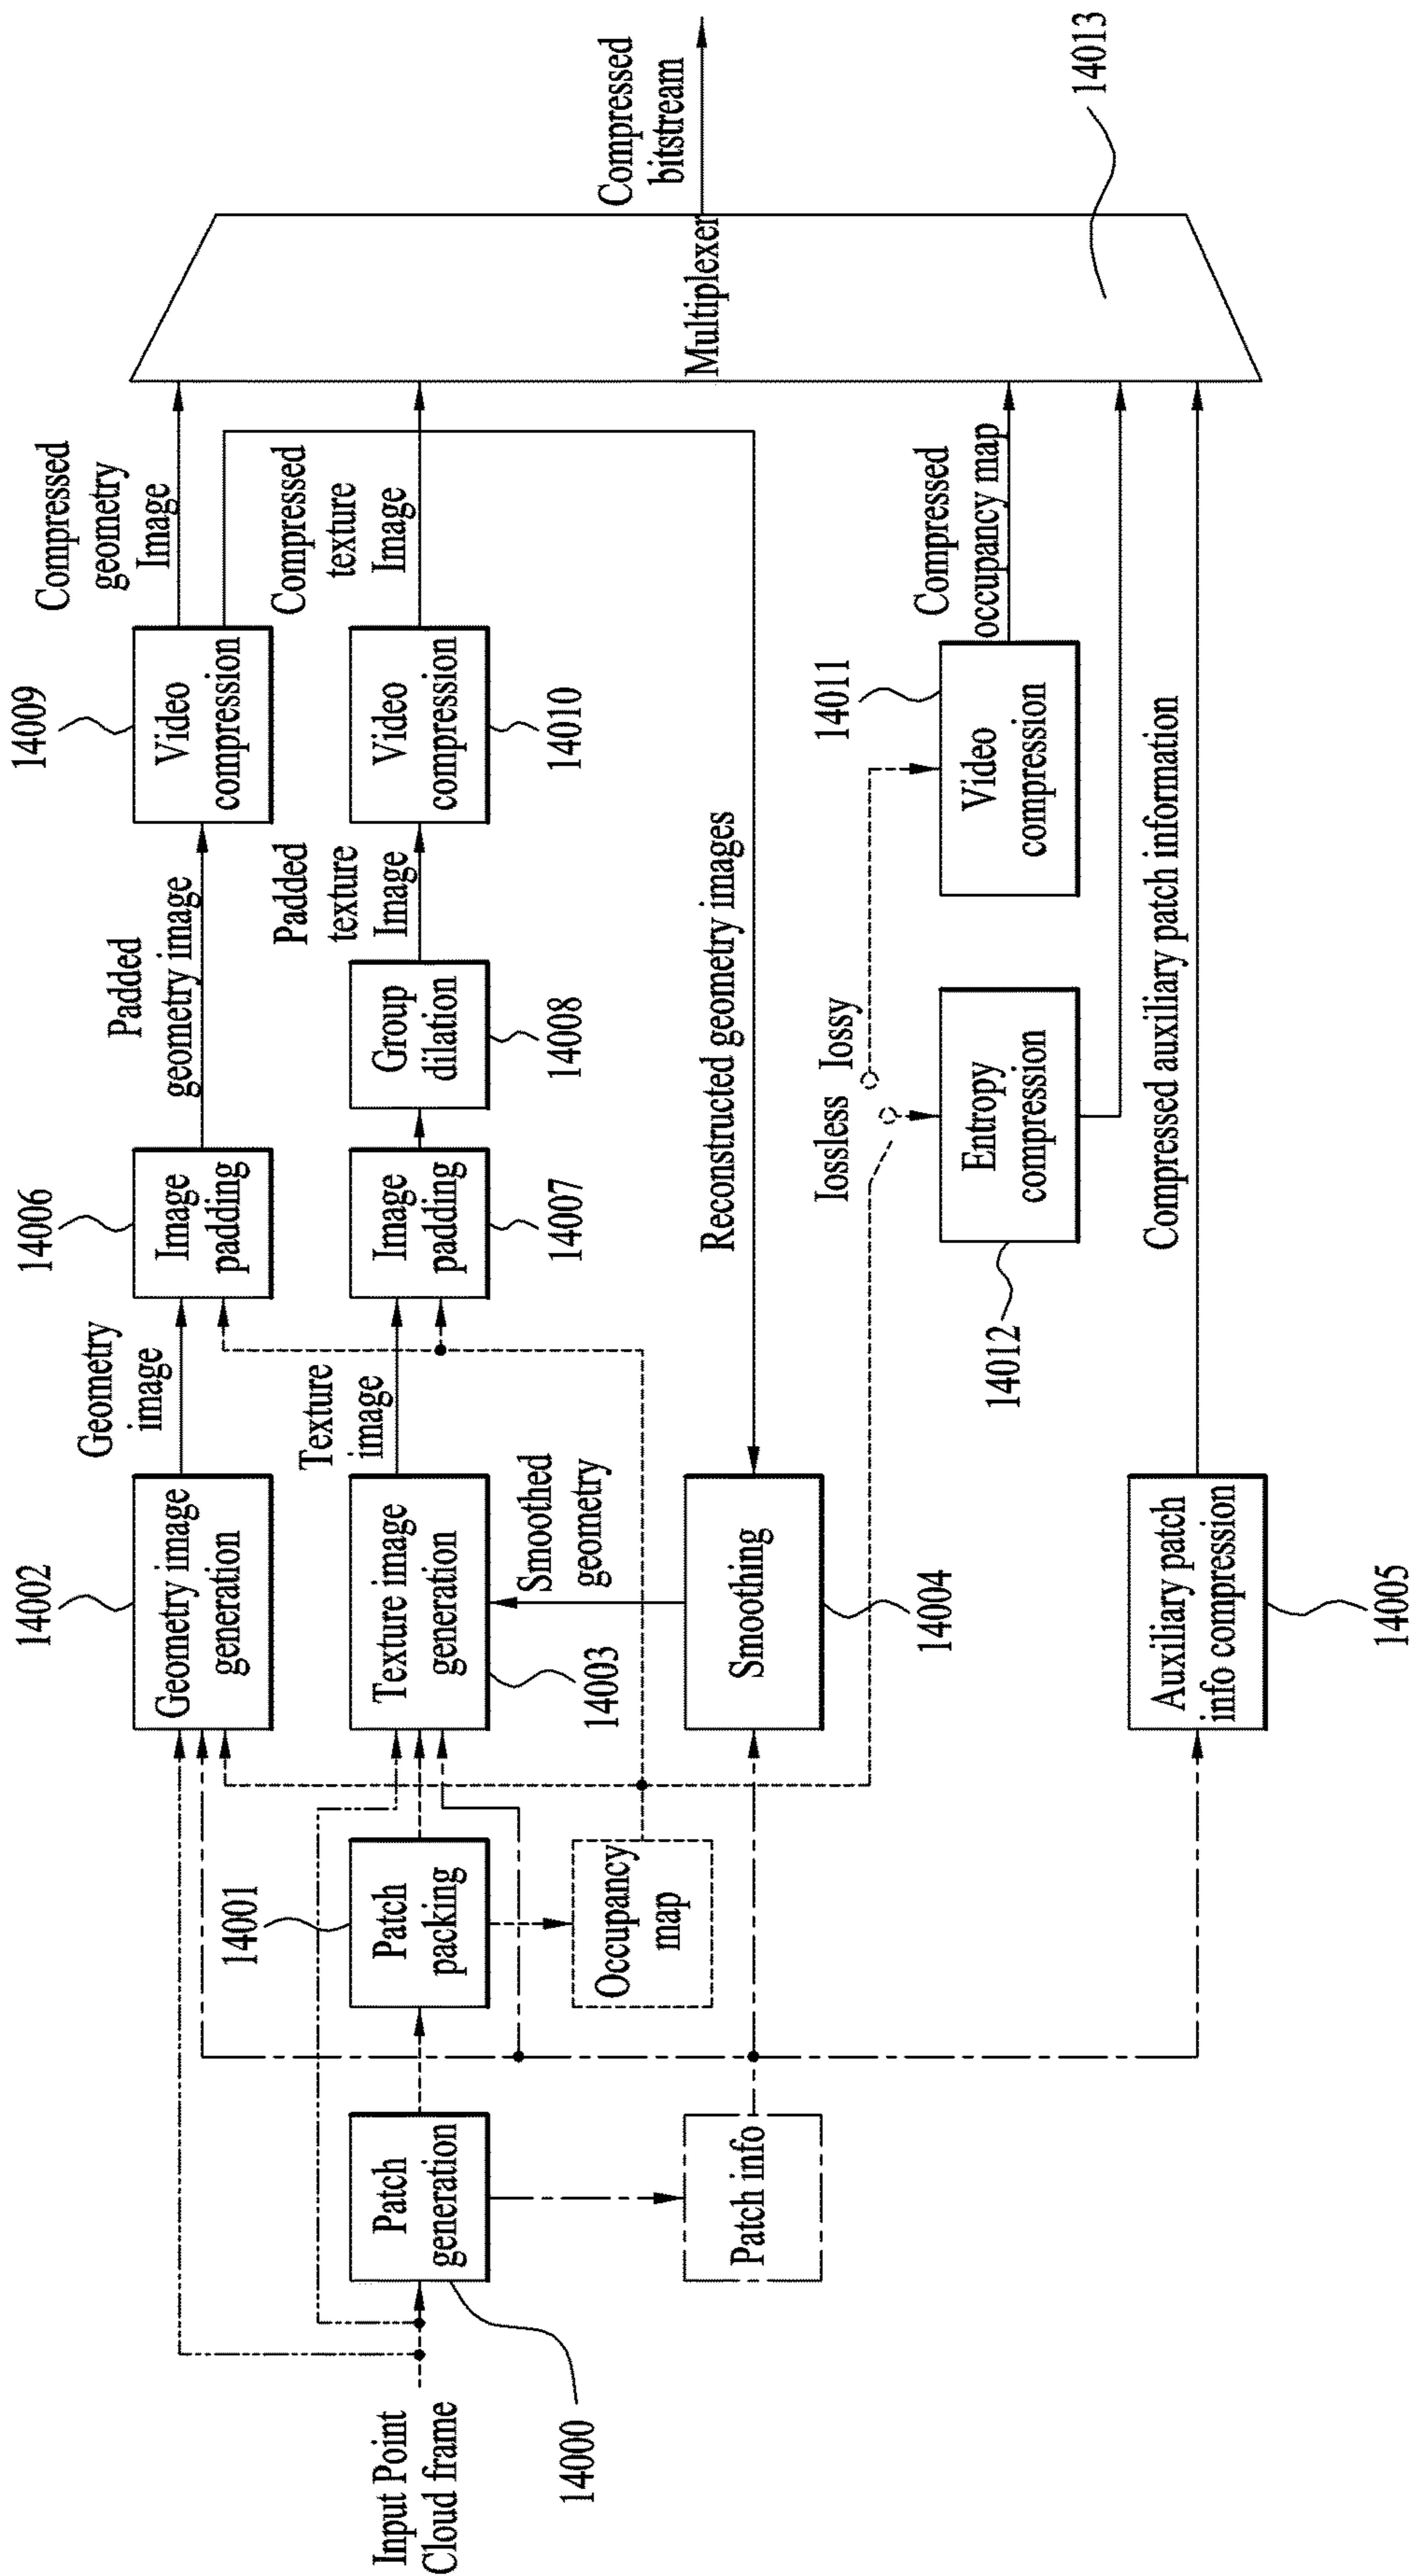 Input Point
Cloud frame
14000
Patch
generation
Patch info
14001
Patch
packing
Occupancy
map
14002
Geometry image
generation
Texture image
generation
14003
Smoothed
geometry
Smoothing
14004
Auxiliary patch
info compression
14005
Geometry
image
Texture
image
14006
Image
padding
Image
padding
14007
Group
dilation
14008
Padded
geometry image
Padded
texture
Image
14009
Video
compression
Video
compression
14010
Reconstructed geometry images
lossless
lossy
Entropy
compression
14012
14011
Video
compression
Compressed auxiliary patch information
Compressed
geometry
Image
Compressed
texture
Image
Compressed
occupancy map
Multiplexer
14013
Compressed
bitstream